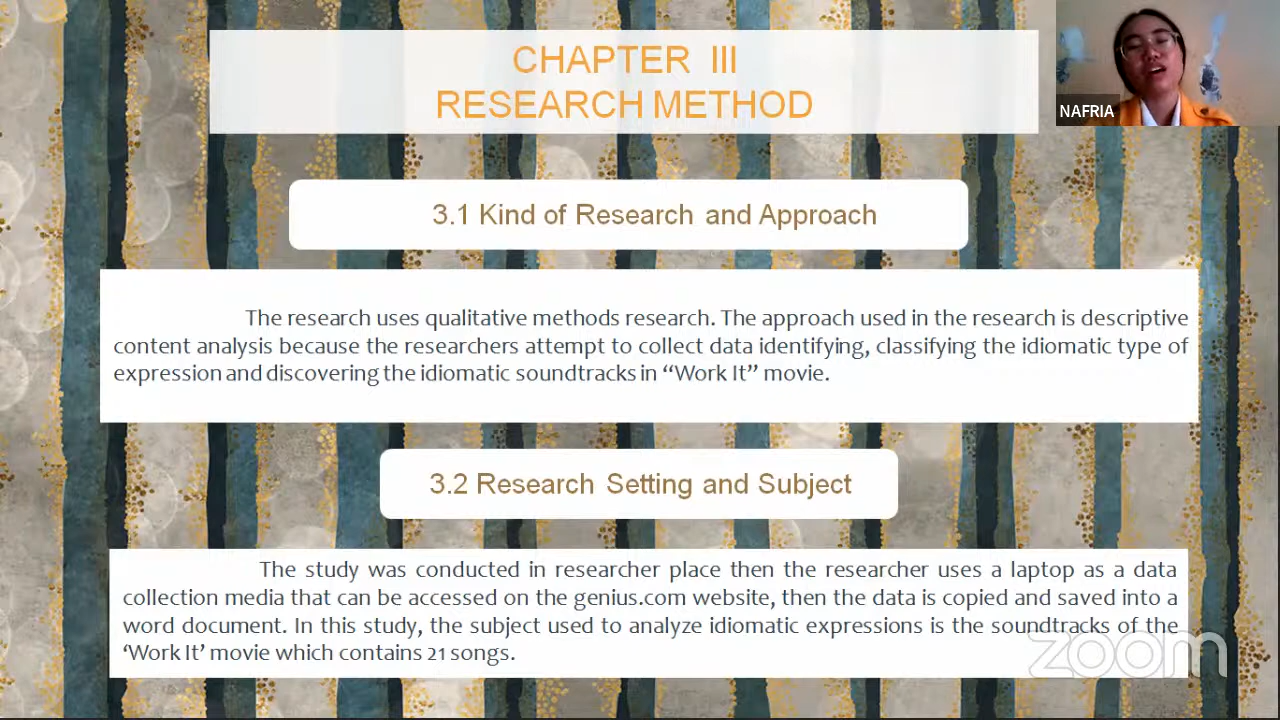 CHAPTER III
RESEARCH METHOD
NAFRIA
3.1 Kind of Research and Approach
The research uses qualitative methods research. The approach used in the research is descriptive
content analysis because the researchers attempt to collect data identifying, classifying the idiomatic type of
expression and discovering the idiomatic soundtracks in “Work It” movie.
3.2 Research Setting and Subject
The study was conducted in researcher place then the researcher uses a laptop as a data
collection media that can be accessed on the genius.com website, then the data is copied and saved into a
word document. In this study, the subject used to analyze idiomatic expressions is the soundtracks of the
‘Work It’ movie which contains 21 songs.
zoom